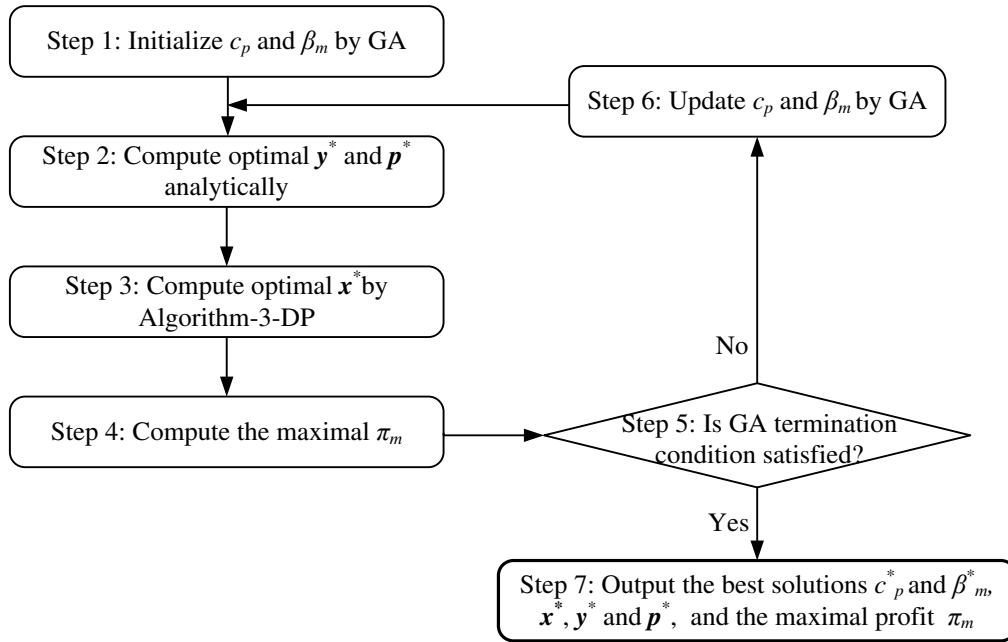 Step 1: Initialize c_p and β_m by GA
Step 6: Update c_p and β_m by GA
Step 2: Compute optimal y* and p*
analytically
Step 3: Compute optimal x* by
Algorithm-3-DP
No
Step 4: Compute the maximal π_m
Step 5: Is GA termination
condition satisfied?
Yes
Step 7: Output the best solutions c*_p and β*_m,
x*, y* and p*, and the maximal profit π_m